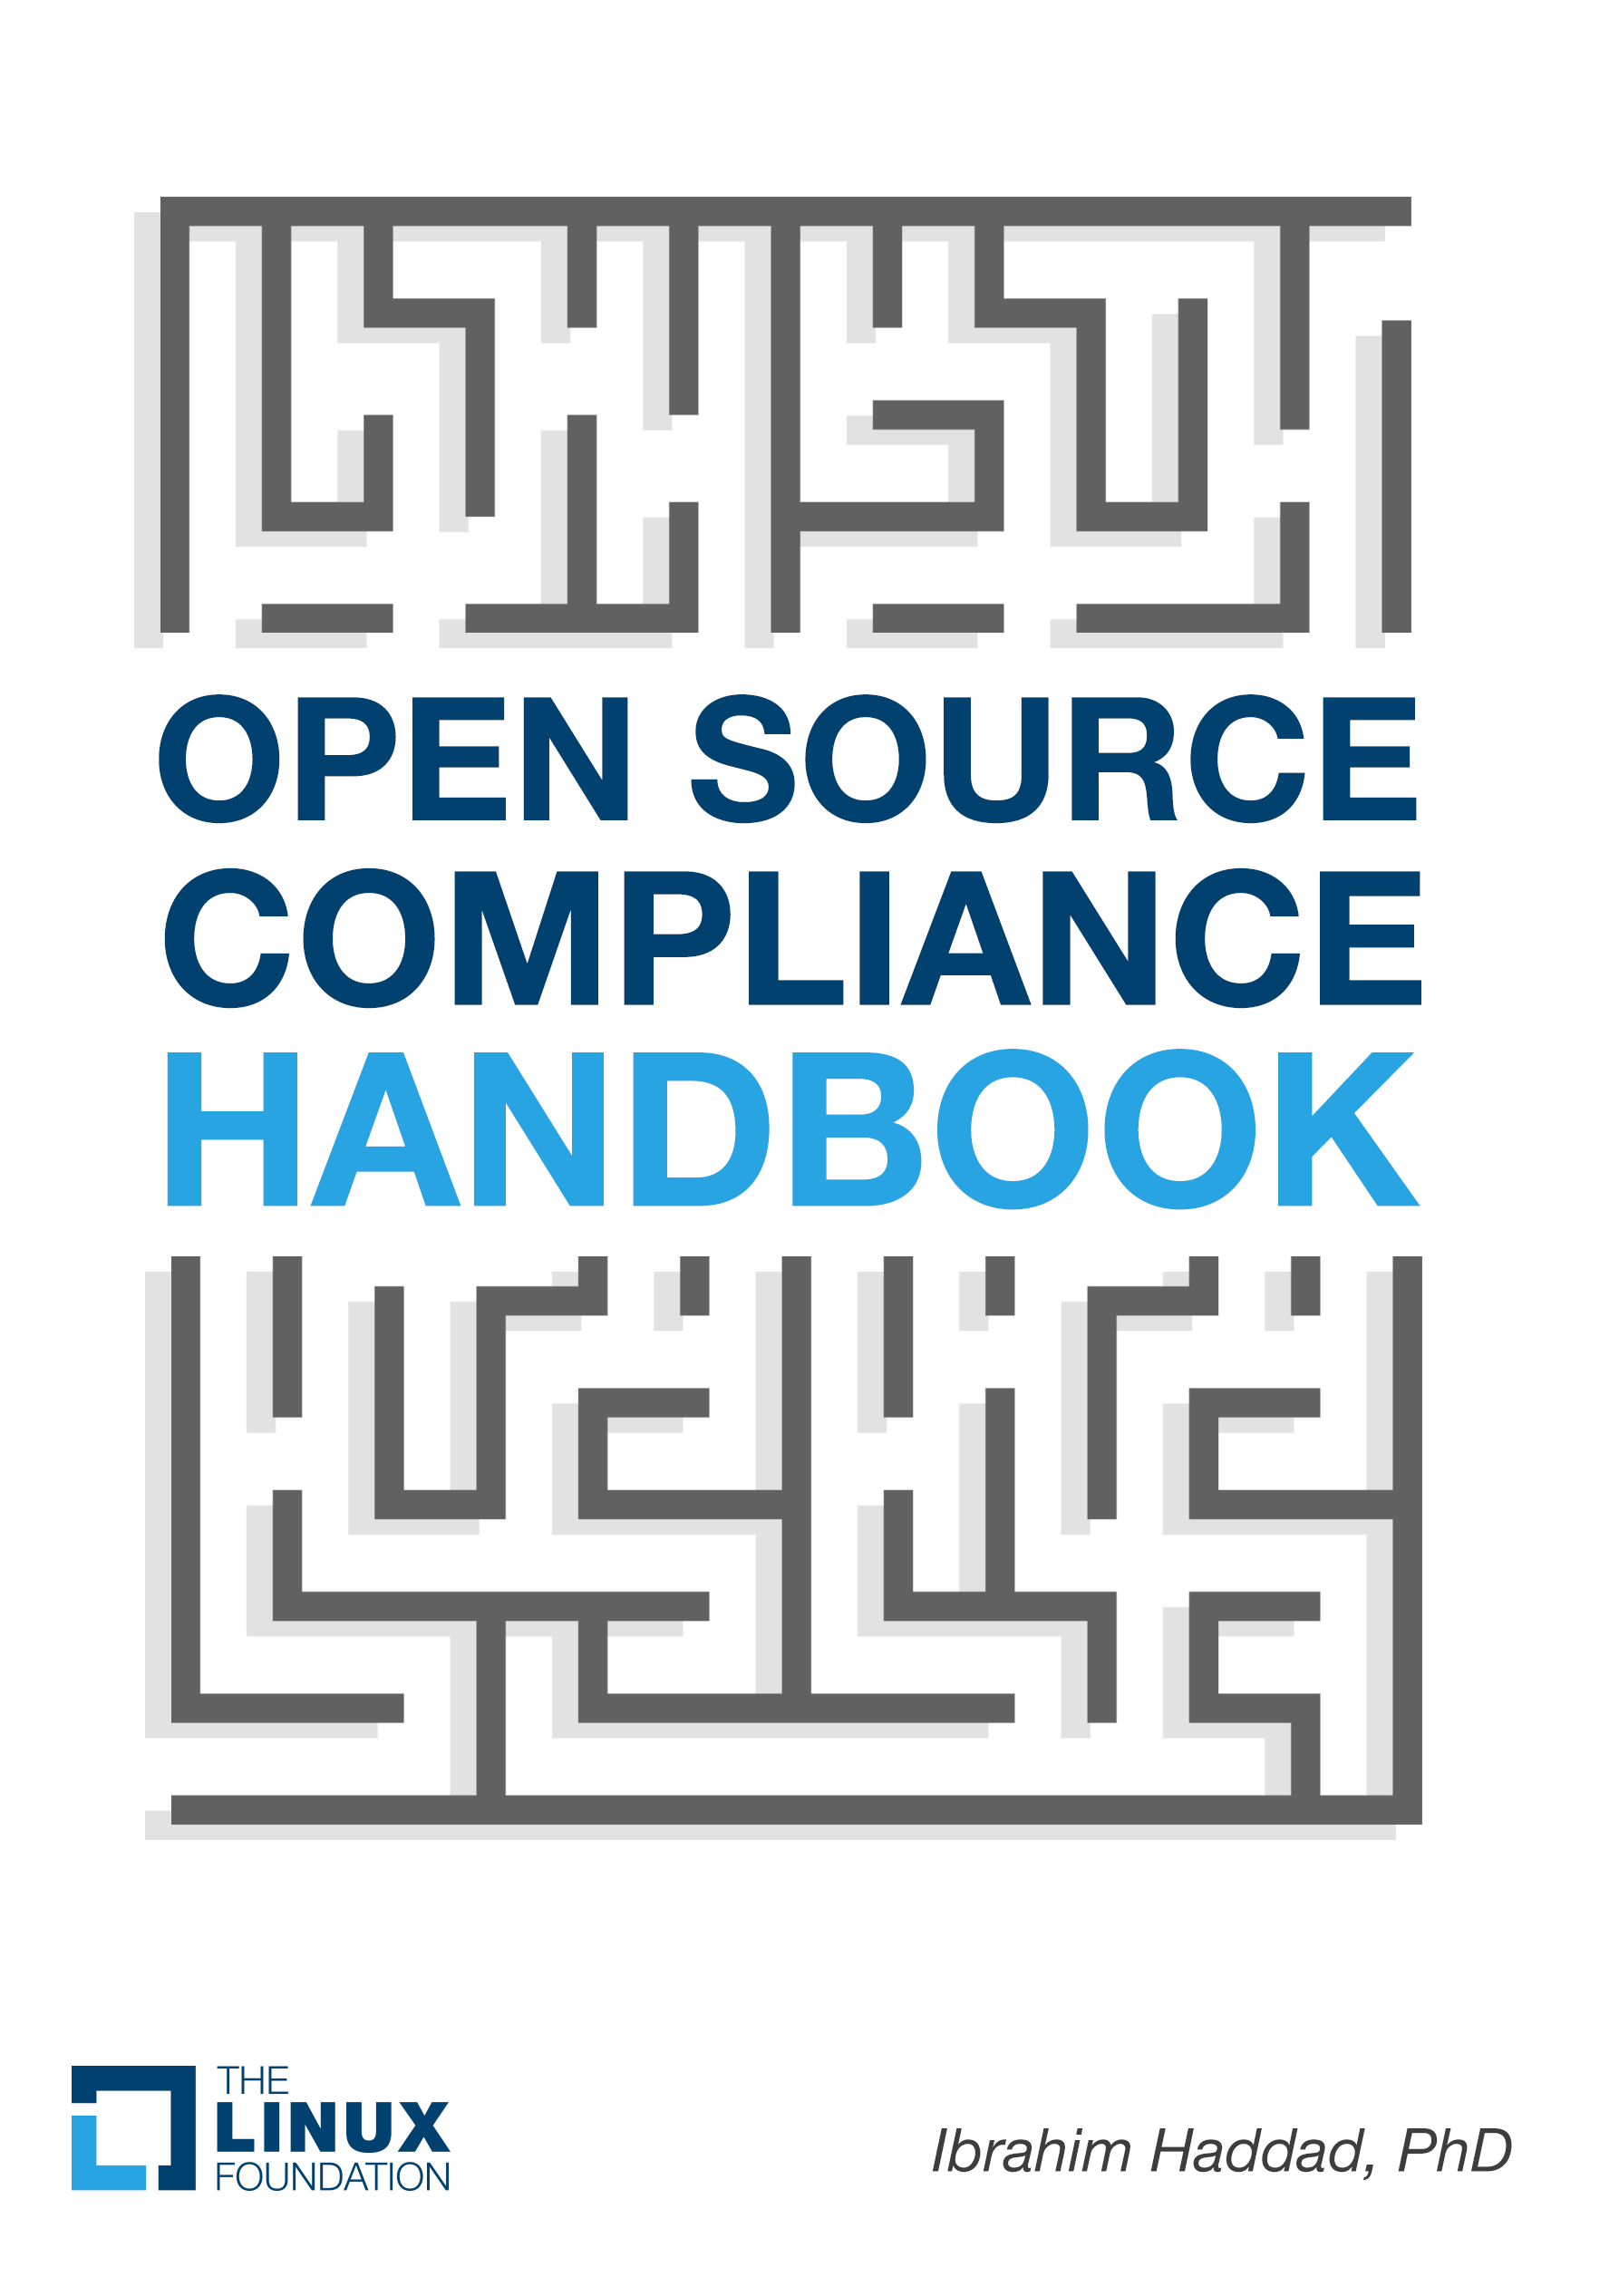 OPEN SOURCE
COMPLIANCE
HANDBOOK
THE
LINUX
FOUNDATION
Ibrahim Haddad, PhD